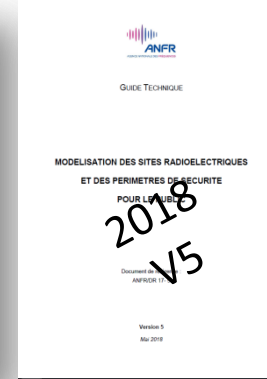 ANFR
GUIDE TECHNIQUE
MODELISATION DES SITES RADIOELECTRIQUES
ET DES PERIMETRES DE SECURITE
POUR LE PUBLIC
2018
V5
Document de
ANFR/DR 17-
Version 5
Mai 2018